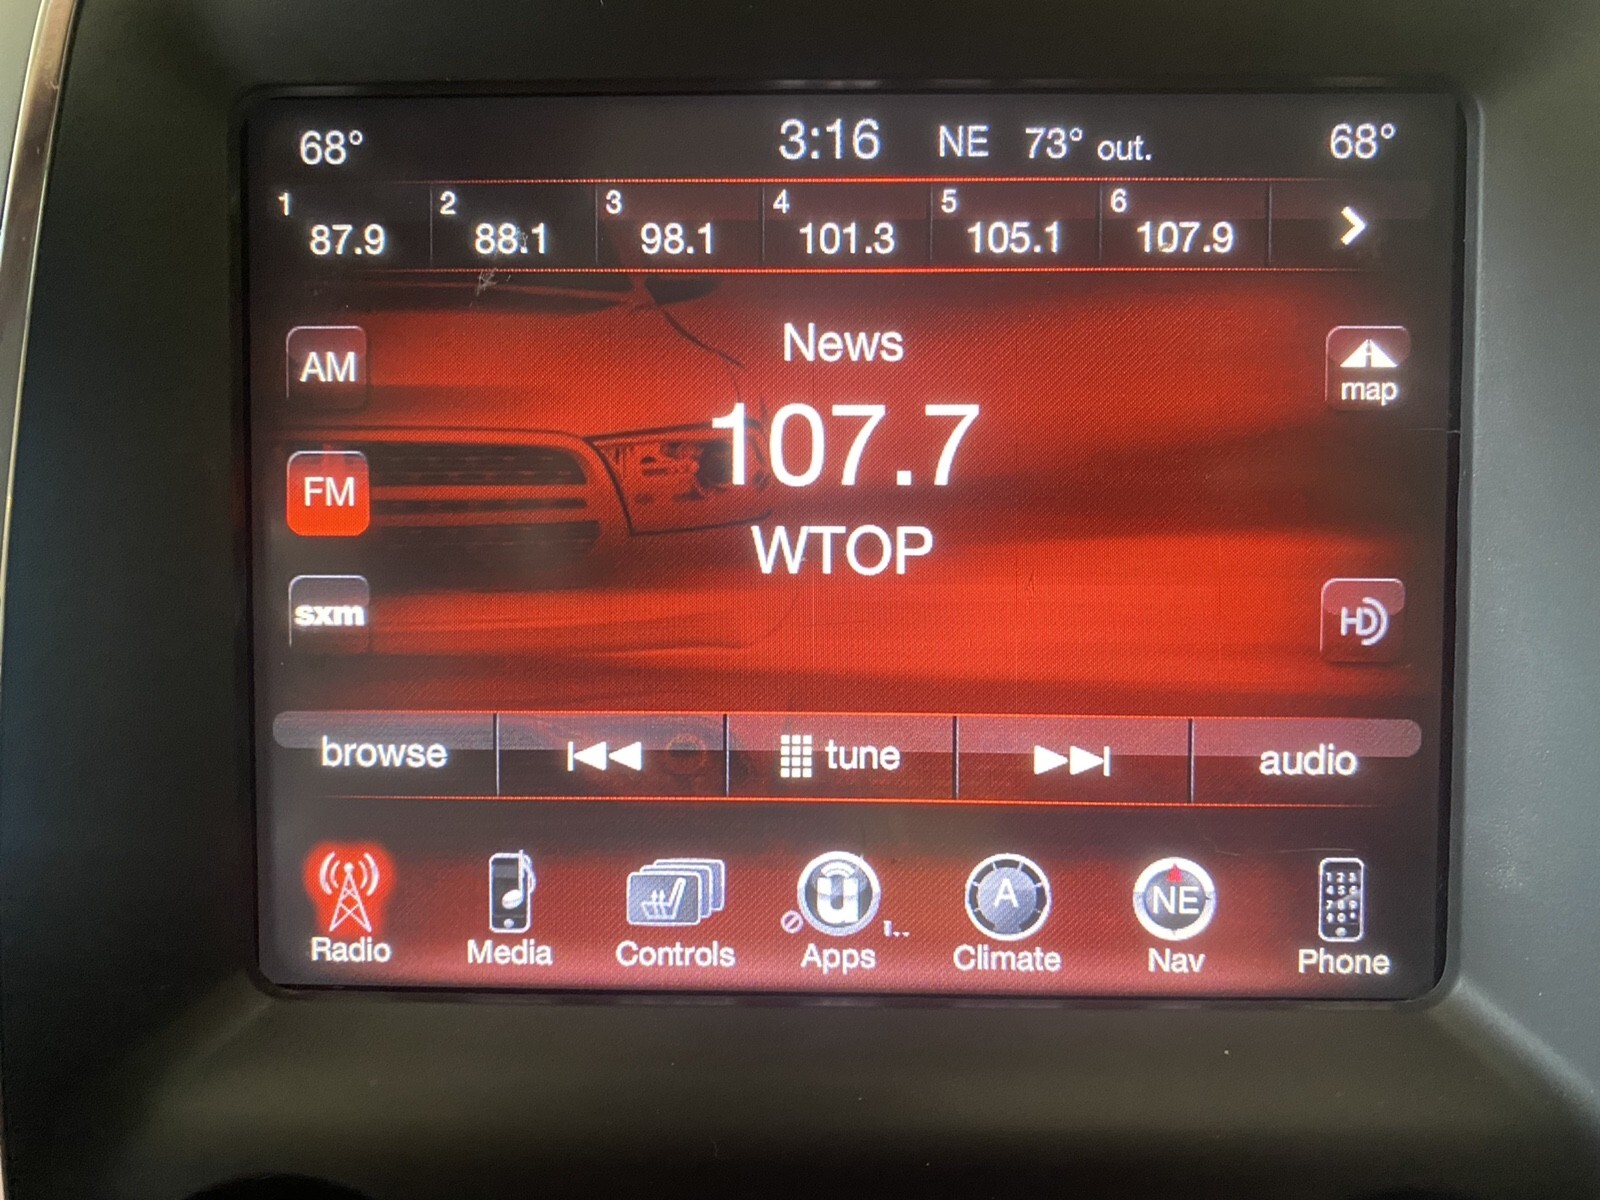 68° 3:16 NE 73° out. 68°
1 2 3 4 5 6
87.9 88.1 98.1 101.3 105.1 107.9
News
AM
map
107.7
FM
WTOP
sxm
HD
browse tune audio
A
NE
Radio Media Controls Apps Climate Nav Phone